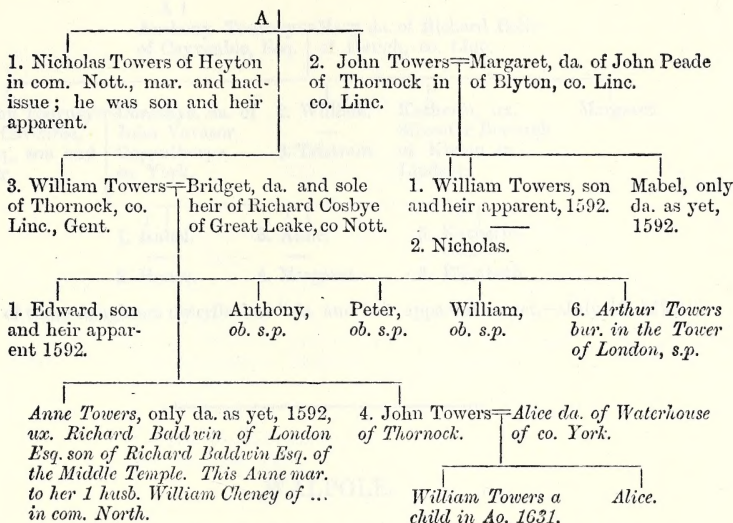 A
1. Nicholas Towers of Heyton
in com. Nott., mar. and had
issue; he was son and heir
apparent.
2. John Towers=Margaret, da. of John Peade
of Thornock in of Blyton, co. Linc.
co. Linc.
3. William Towers=Bridget, da. and sole
of Thornock, co. heir of Richard Cosbye
Linc., Gent. of Great Leake, co Nott.
1. William Towers, son
and heir apparent, 1592.
2. Nicholas.
Mabel, only
da. as yet,
1592.
1. Edward, son
and heir appar-
ent 1592.
Anthony,
ob. s.p.
Peter,
ob. s.p.
William,
ob. s.p.
6. Arthur Towers
bur. in the Tower
of London, s.p.
Anne Towers, only da. as yet, 1592,
ux. Richard Baldwin of London
Esq. son of Richard Baldwin Esq. of
the Middle Temple. This Anne mar.
to her 1 husb. William Cheney of ...
in com. North.
4. John Towers=Alice da. of Waterhouse
of Thornock. of co. York.
William Towers a
child in Ao. 1631.
Alice.